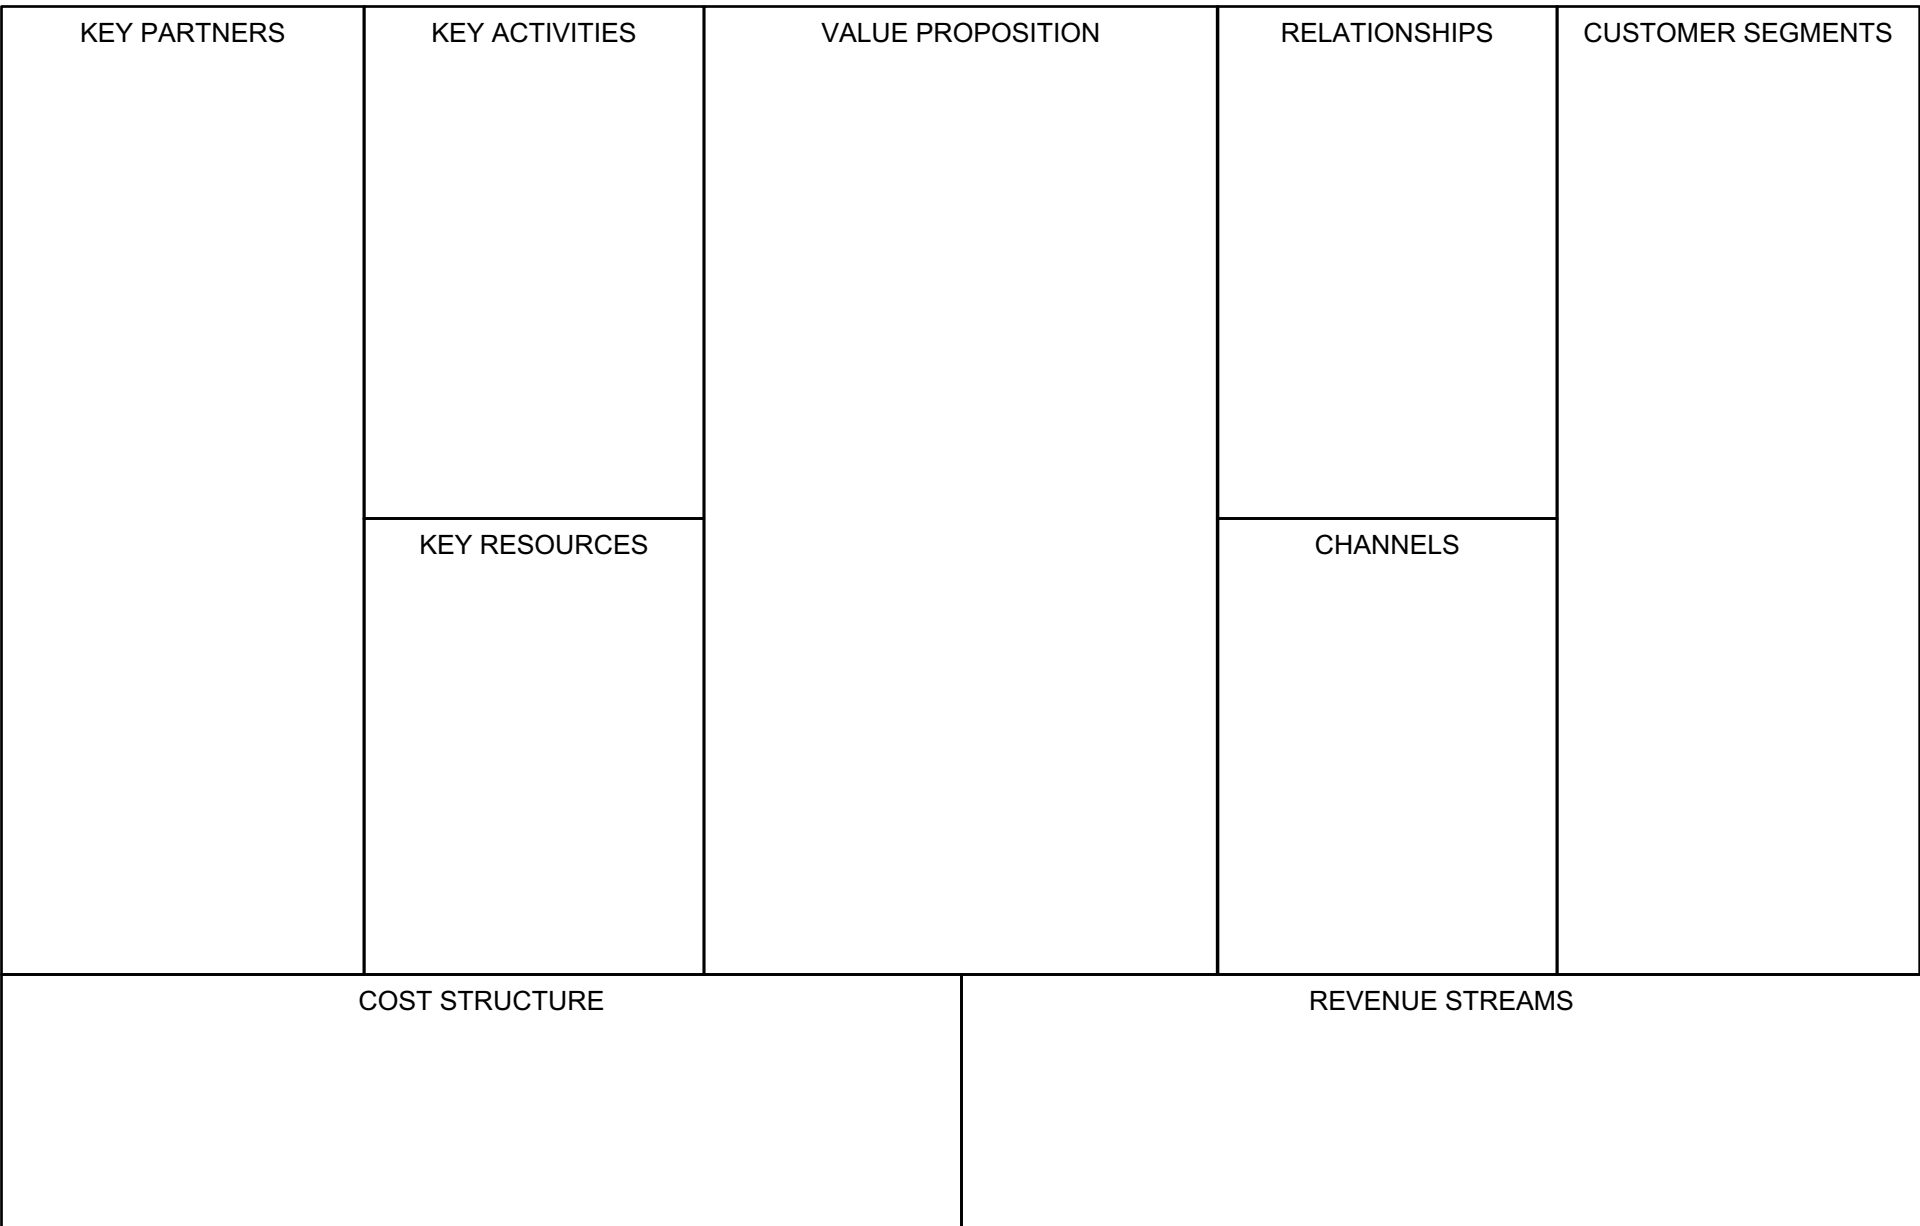 KEY PARTNERS
KEY ACTIVITIES
VALUE PROPOSITION
RELATIONSHIPS
CUSTOMER SEGMENTS
KEY RESOURCES
CHANNELS
COST STRUCTURE
REVENUE STREAMS